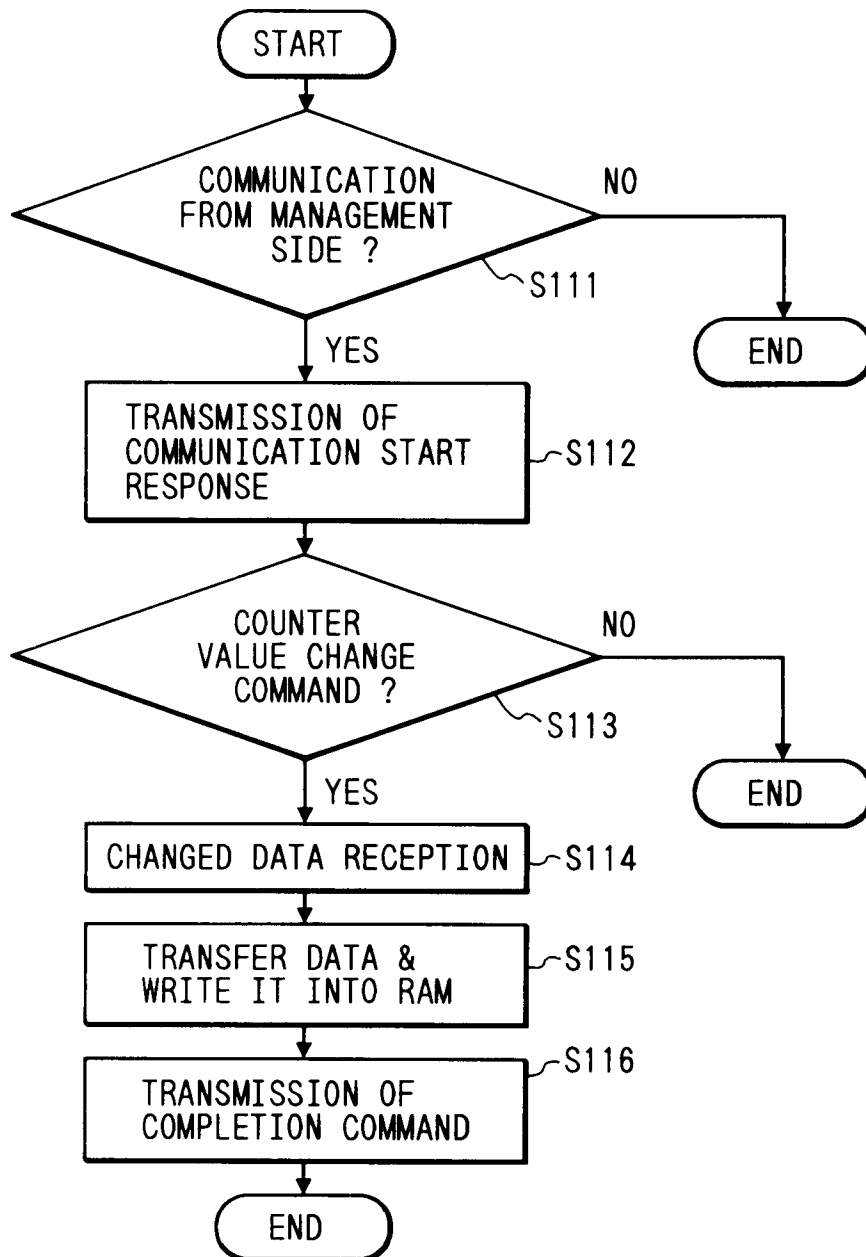 START
COMMUNICATION
FROM MANAGEMENT
SIDE ?
NO
S111
END
YES
TRANSMISSION OF
COMMUNICATION START
RESPONSE
S112
COUNTER
VALUE CHANGE
COMMAND ?
NO
S113
END
YES
CHANGED DATA RECEPTION
S114
TRANSFER DATA &
WRITE IT INTO RAM
S115
TRANSMISSION OF
COMPLETION COMMAND
S116
END